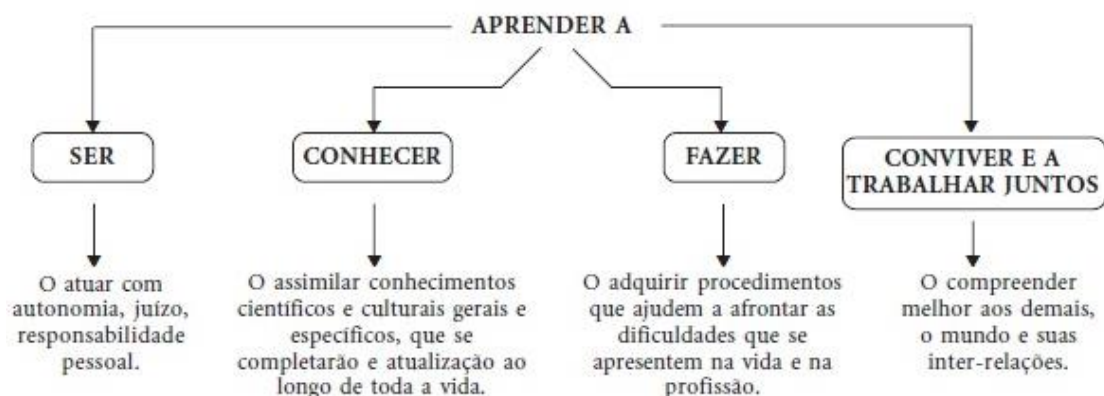 APRENDER A
SER
CONHECER
FAZER
CONVIVER E A
TRABALHAR JUNTOS
O atuar com
autonomia, juízo,
responsabilidade
pessoal.
O assimilar conhecimentos
científicos e culturais gerais e
específicos, que se
completarão e atualização ao
longo de toda a vida.
O adquirir procedimentos
que ajudem a afrontar as
dificuldades que se
apresentem na vida e na
profissão.
O compreender
melhor aos demais,
o mundo e suas
inter-relações.